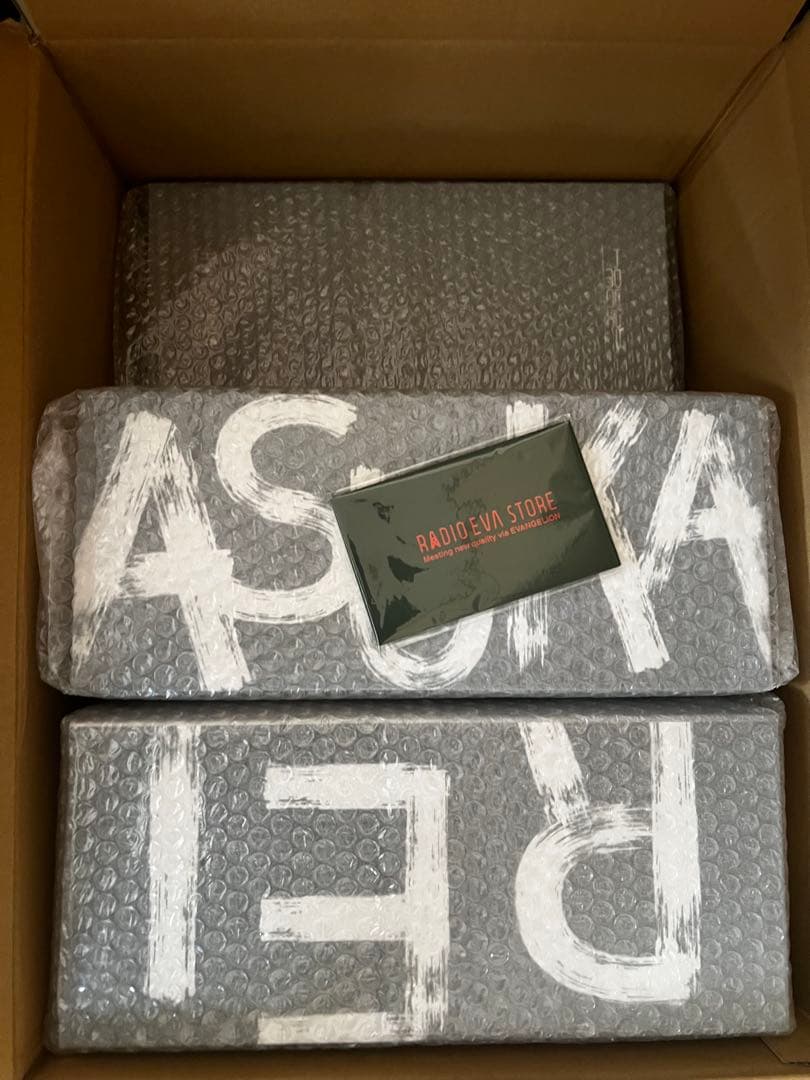 ASUKA
RADIO EVA STORE
Meeting new quality via EVANGELION
REI